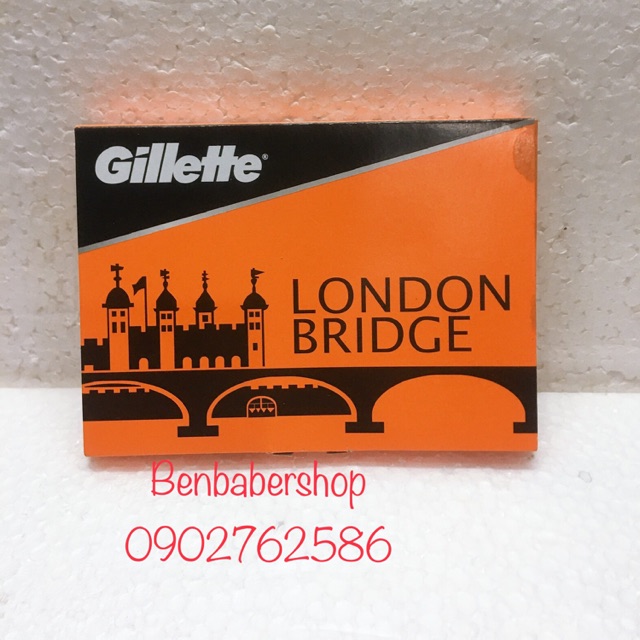 Gillette®
LONDON
BRIDGE
Benbabershop
0902762586